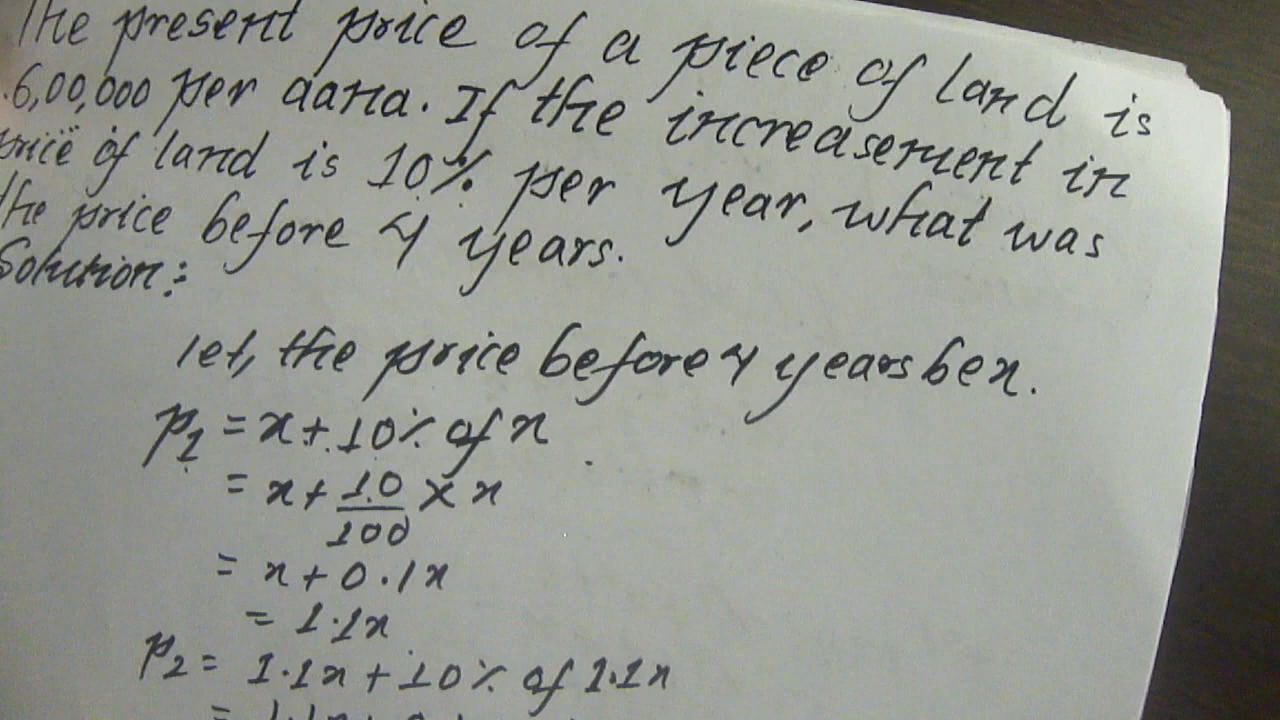 The present price of a piece of land is
6,00,000 per aana. If the increasement in
price of land is 10% per year, what was
the price before 4 years.
Solution:
let, the price before 4 years be x.
P1 = x + 10% of x
= x + 10/100 × x
= x + 0.1x
= 1.1x
P2 = 1.1x + 10% of 1.1x